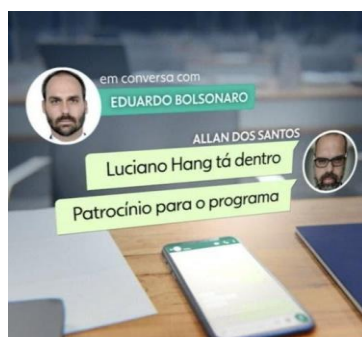 em conversa com
EDUARDO BOLSONARO
ALLAN DOS SANTOS
Luciano Hang tá dentro
Patrocínio para o programa